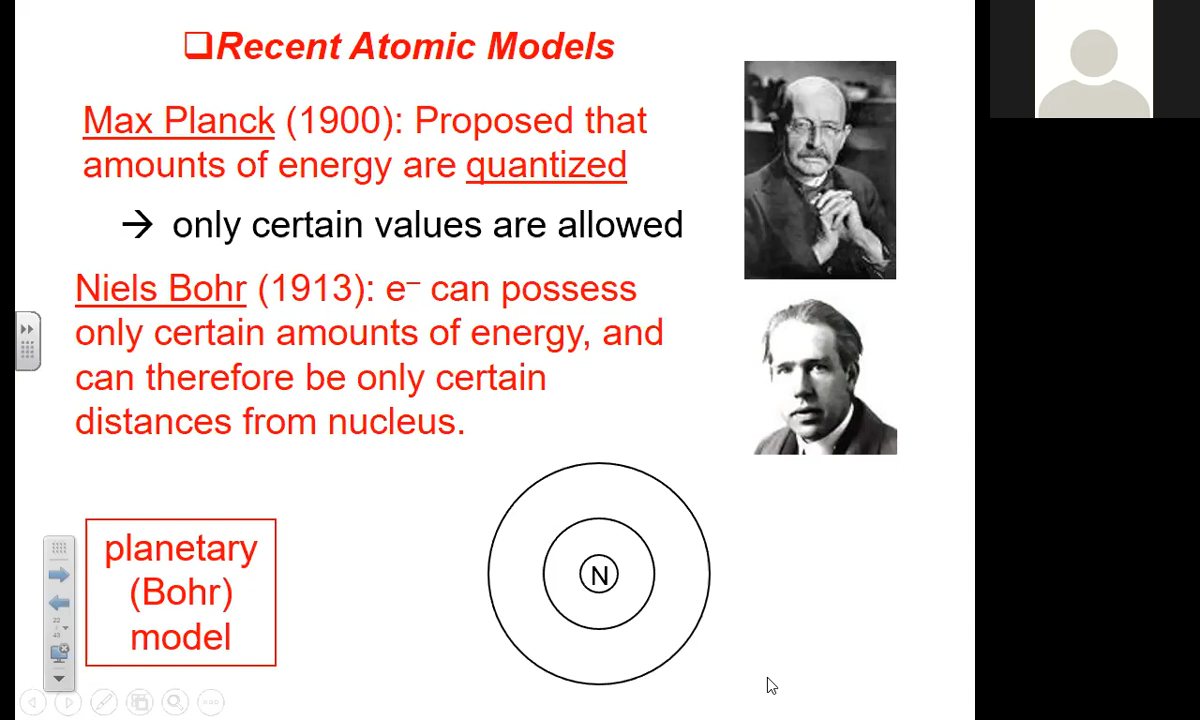 ❑Recent Atomic Models
Max Planck (1900): Proposed that
amounts of energy are quantized
→ only certain values are allowed
Niels Bohr (1913): e⁻ can possess
only certain amounts of energy, and
can therefore be only certain
distances from nucleus.
N
planetary
(Bohr)
model